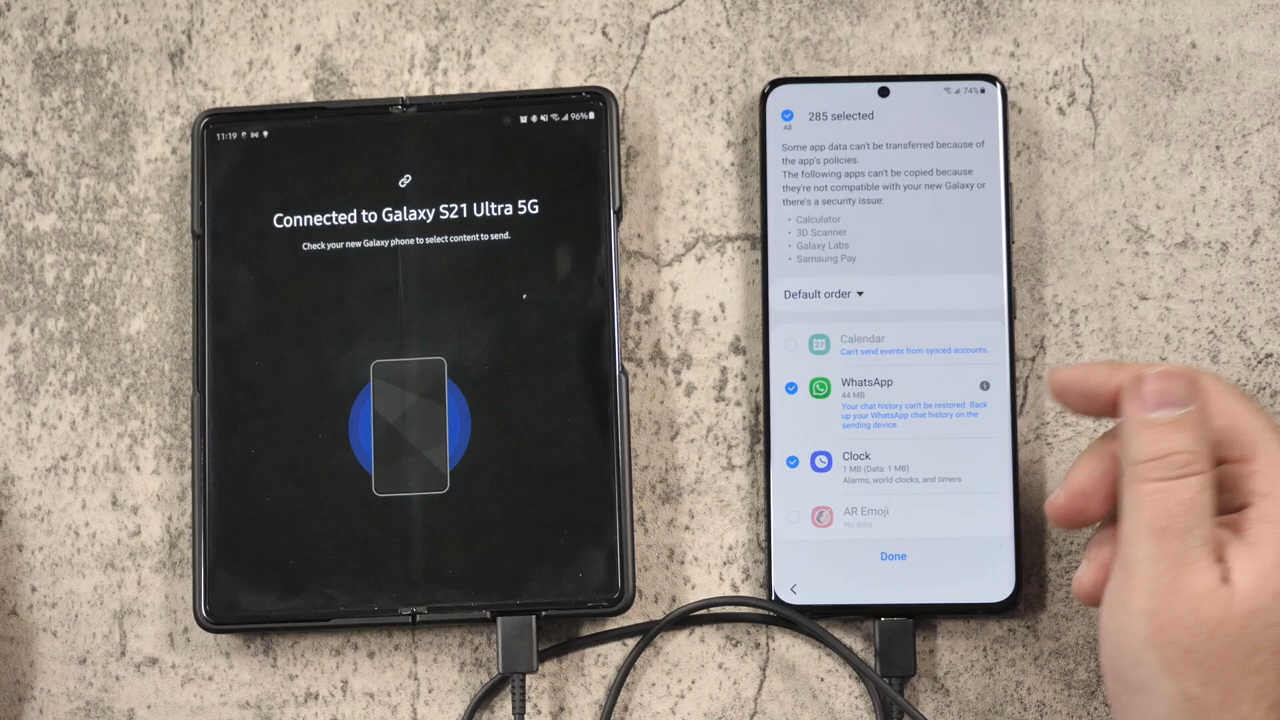 11:19
96%
Connected to Galaxy S21 Ultra 5G
Check your new Galaxy phone to select content to send.
74%
285 selected
All
Some app data can't be transferred because of
the app's policies.
The following apps can't be copied because
they're not compatible with your new Galaxy or
there's a security issue:
• Calculator
• 3D Scanner
• Galaxy Labs
• Samsung Pay
Default order
Calendar
Can't send events from synced accounts.
WhatsApp
44 MB
Your chat history can't be restored. Back
up your WhatsApp chat history on the
sending device.
Clock
1 MB (Data: 1 MB)
Alarms, world clocks, and timers
AR Emoji
No data
Done